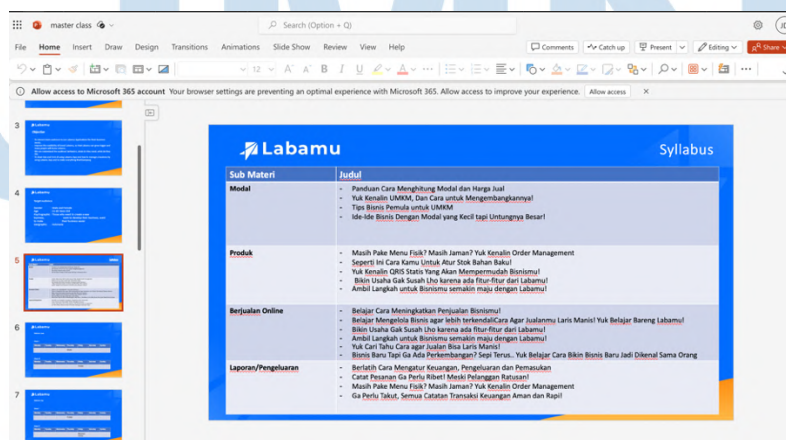 master class
Search (Option + Q)
File Home Insert Draw Design Transitions Animations Slide Show Review View Help
Comments Catch up Present Editing Share
12 A A B I U A
Allow access to Microsoft 365 account Your browser settings are preventing an optimal experience with Microsoft 365. Allow access to improve your experience. Allow access
3
4
5
6
7
Labamu Syllabus
Sub Materi Judul
Modal
- Panduan Cara Menghitung Modal dan Harga Jual
- Yuk Kenalin UMKM, Dan Cara untuk Mengembangkannya!
- Tips Bisnis Pemula untuk UMKM
- Ide-Ide Bisnis Dengan Modal yang Kecil tapi Untungnya Besar!
Produk
- Masih Pake Menu Fisik? Masih Jaman? Yuk Kenalin Order Management
- Seperti Ini Cara Kamu Untuk Atur Stok Bahan Baku!
- Yuk Kenalin QRIS Statis Yang Akan Mempermudah Bisnismu!
- Bikin Usaha Gak Susah Lho karena ada fitur-fitur dari Labamu!
- Ambil Langkah untuk Bisnismu semakin maju dengan Labamu!
Berjualan Online
- Belajar Cara Meningkatkan Penjualan Bisnismu!
- Belajar Mengelola Bisnis agar lebih terkendaliCara Agar Jualanmu Laris Manis! Yuk Belajar Bareng Labamu!
- Bikin Usaha Gak Susah Lho karena ada fitur-fitur dari Labamu!
- Ambil Langkah untuk Bisnismu semakin maju dengan Labamu!
- Yuk Cari Tahu Cara agar Jualan Bisa Laris Manis!
- Bisnis Baru Tapi Ga Ada Perkembangan? Sepi Terus.. Yuk Belajar Cara Bikin Bisnis Baru Jadi Dikenal Sama Orang
Laporan/Pengeluaran
- Berlatih Cara Mengatur Keuangan, Pengeluaran dan Pemasukan
- Catat Pesanan Ga Perlu Ribet! Meski Pelanggan Ratusan!
- Masih Pake Menu Fisik? Masih Jaman? Yuk Kenalin Order Management
- Ga Perlu Takut, Semua Catatan Transaksi Keuangan Aman dan Rapi!